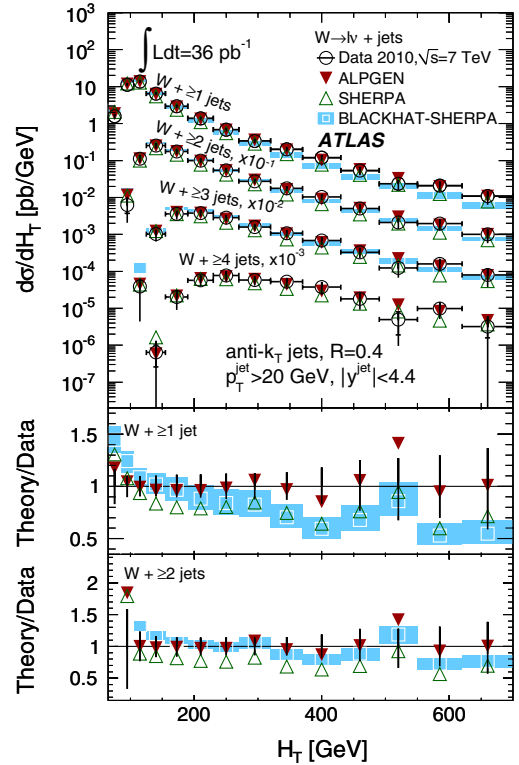 ∫Ldt=36 pb⁻¹
W→lν + jets
Data 2010,√s=7 TeV
ALPGEN
SHERPA
BLACKHAT-SHERPA
ATLAS
W + ≥1 jets
W + ≥2 jets, x10⁻¹
W + ≥3 jets, x10⁻²
W + ≥4 jets, x10⁻³
anti-k_T jets, R=0.4
p_T^jet>20 GeV, |y^jet|<4.4
dσ/dH_T [pb/GeV]
10³
10²
10
1
10⁻¹
10⁻²
10⁻³
10⁻⁴
10⁻⁵
10⁻⁶
10⁻⁷
W + ≥1 jet
Theory/Data
1.5
1
0.5
W + ≥2 jets
Theory/Data
2
1.5
1
0.5
200 400 600
H_T [GeV]